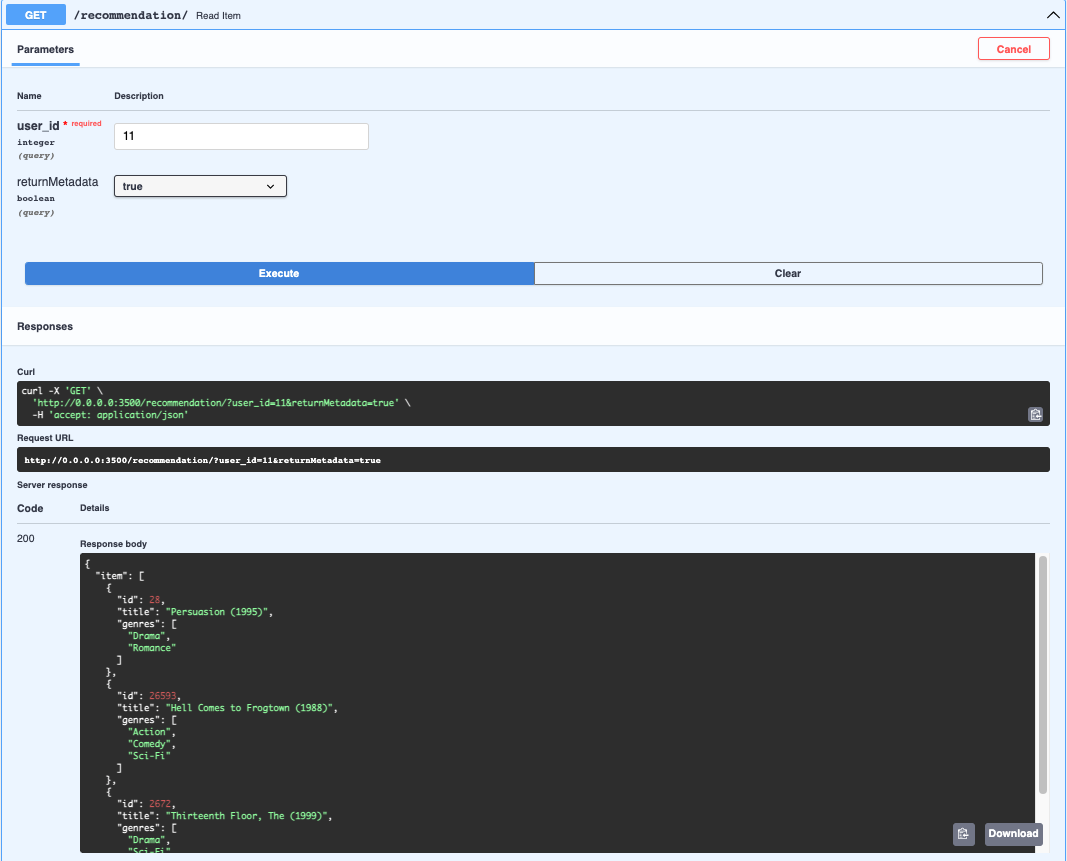 GET /recommendation/ Read Item
Parameters
Cancel
Name Description
user_id * required
integer
(query)
11
returnMetadata
boolean
(query)
true
Execute Clear
Responses
Curl
curl -X 'GET' \
'http://0.0.0.0:3500/recommendation/?user_id=11&returnMetadata=true' \
-H 'accept: application/json'
Request URL
http://0.0.0.0:3500/recommendation/?user_id=11&returnMetadata=true
Server response
Code Details
200
Response body
{
"item": [
{
"id": 28,
"title": "Persuasion (1995)",
"genres": [
"Drama",
"Romance"
]
},
{
"id": 26593,
"title": "Hell Comes to Frogtown (1988)",
"genres": [
"Action",
"Comedy",
"Sci-Fi"
]
},
{
"id": 2672,
"title": "Thirteenth Floor, The (1999)",
"genres": [
"Drama",
"Sci-Fi"
Download